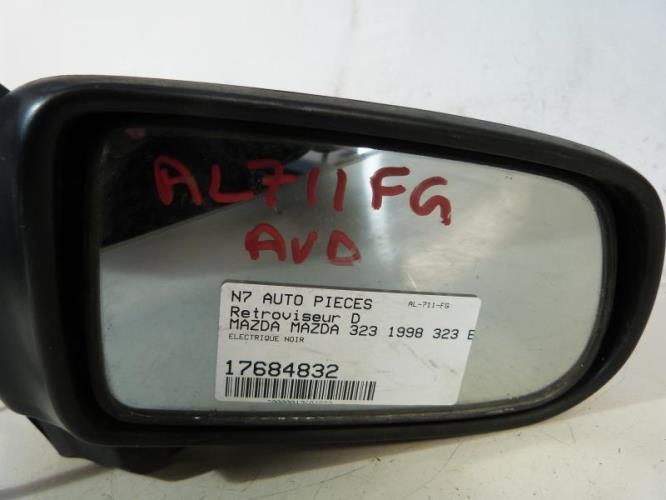 AL711FG
AVD
N7 AUTO PIECES AL-711-FG
Retroviseur D
MAZDA MAZDA 323 1998 323 E
ELECTRIQUE NOIR
17684832